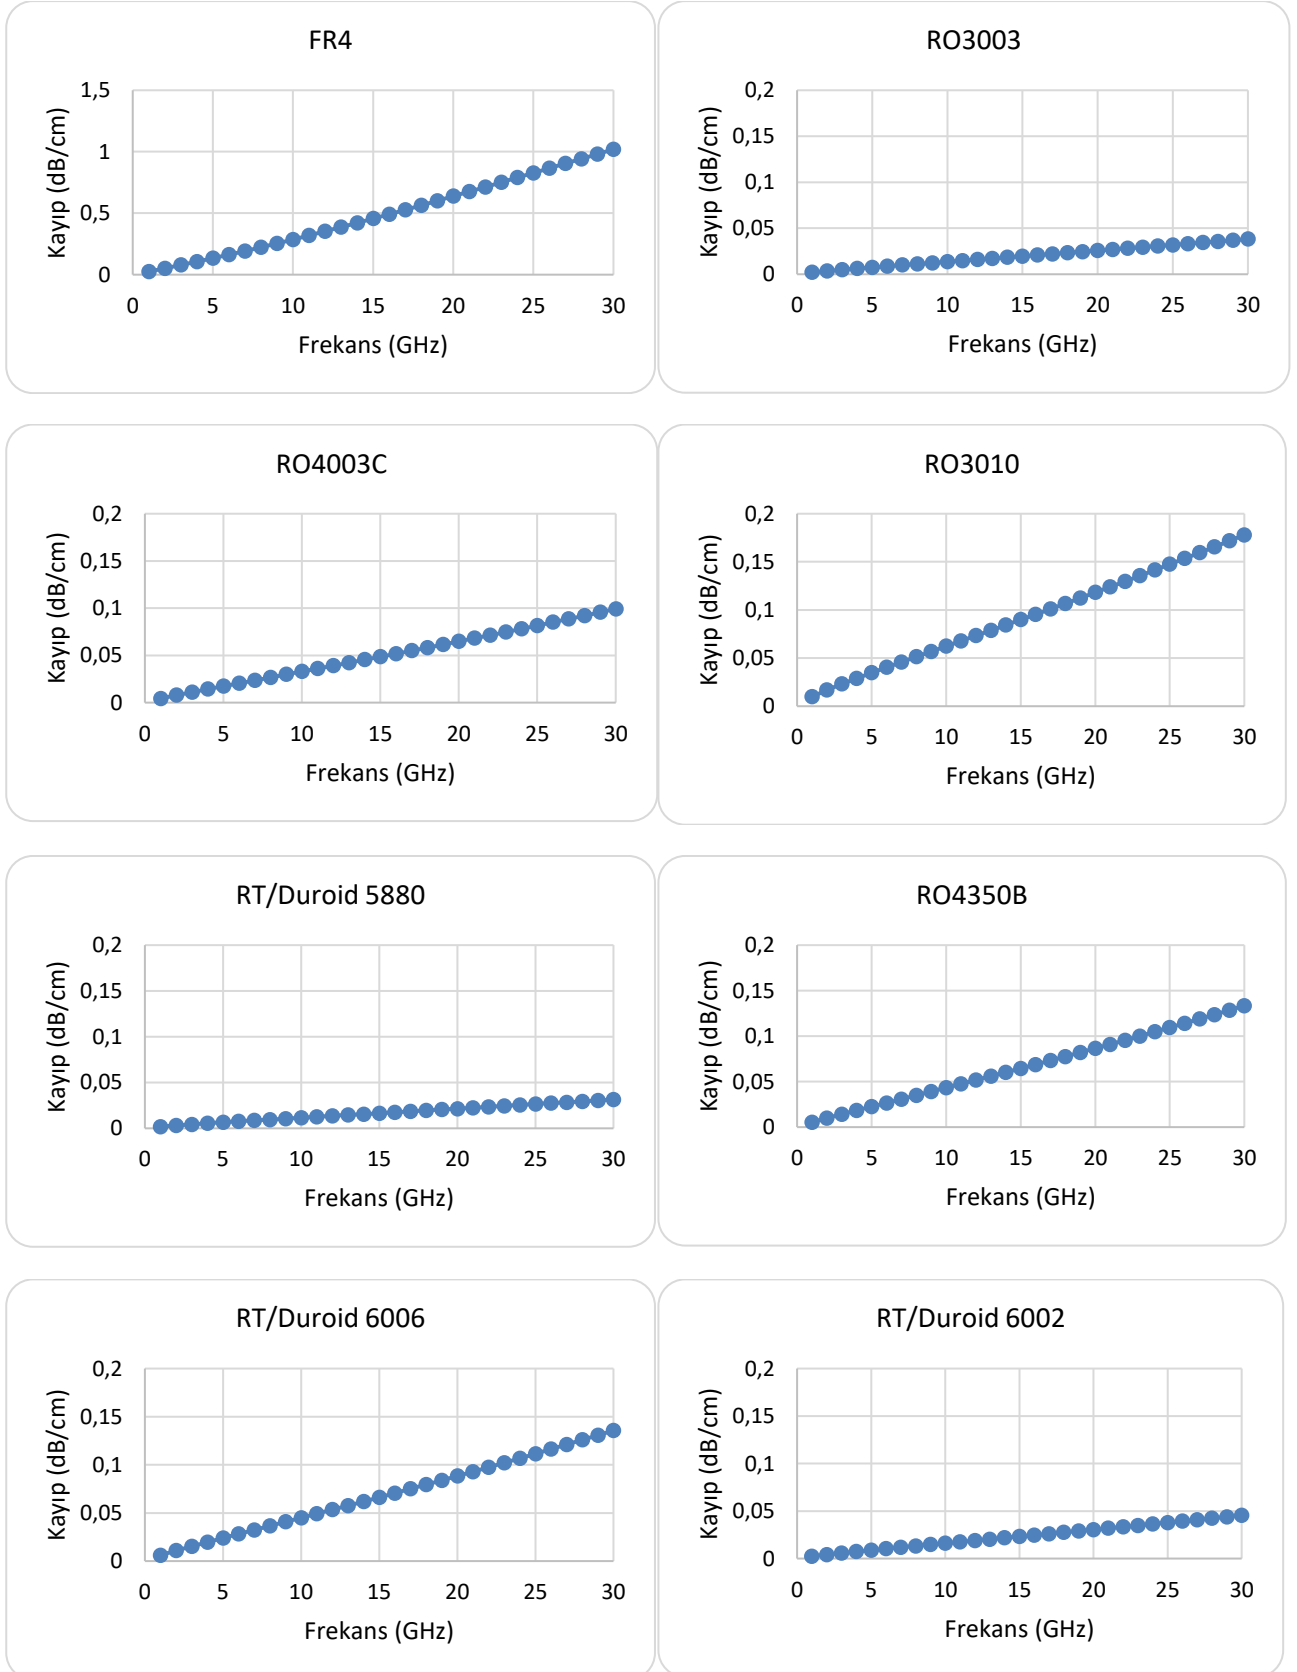 FR4
1,5
1
0,5
0
0 5 10 15 20 25 30
Kayıp (dB/cm)
Frekans (GHz)
RO3003
0,2
0,15
0,1
0,05
0
0 5 10 15 20 25 30
Kayıp (dB/cm)
Frekans (GHz)
RO4003C
0,2
0,15
0,1
0,05
0
0 5 10 15 20 25 30
Kayıp (dB/cm)
Frekans (GHz)
RO3010
0,2
0,15
0,1
0,05
0
0 5 10 15 20 25 30
Kayıp (dB/cm)
Frekans (GHz)
RT/Duroid 5880
0,2
0,15
0,1
0,05
0
0 5 10 15 20 25 30
Kayıp (dB/cm)
Frekans (GHz)
RO4350B
0,2
0,15
0,1
0,05
0
0 5 10 15 20 25 30
Kayıp (dB/cm)
Frekans (GHz)
RT/Duroid 6006
0,2
0,15
0,1
0,05
0
0 5 10 15 20 25 30
Kayıp (dB/cm)
Frekans (GHz)
RT/Duroid 6002
0,2
0,15
0,1
0,05
0
0 5 10 15 20 25 30
Kayıp (dB/cm)
Frekans (GHz)